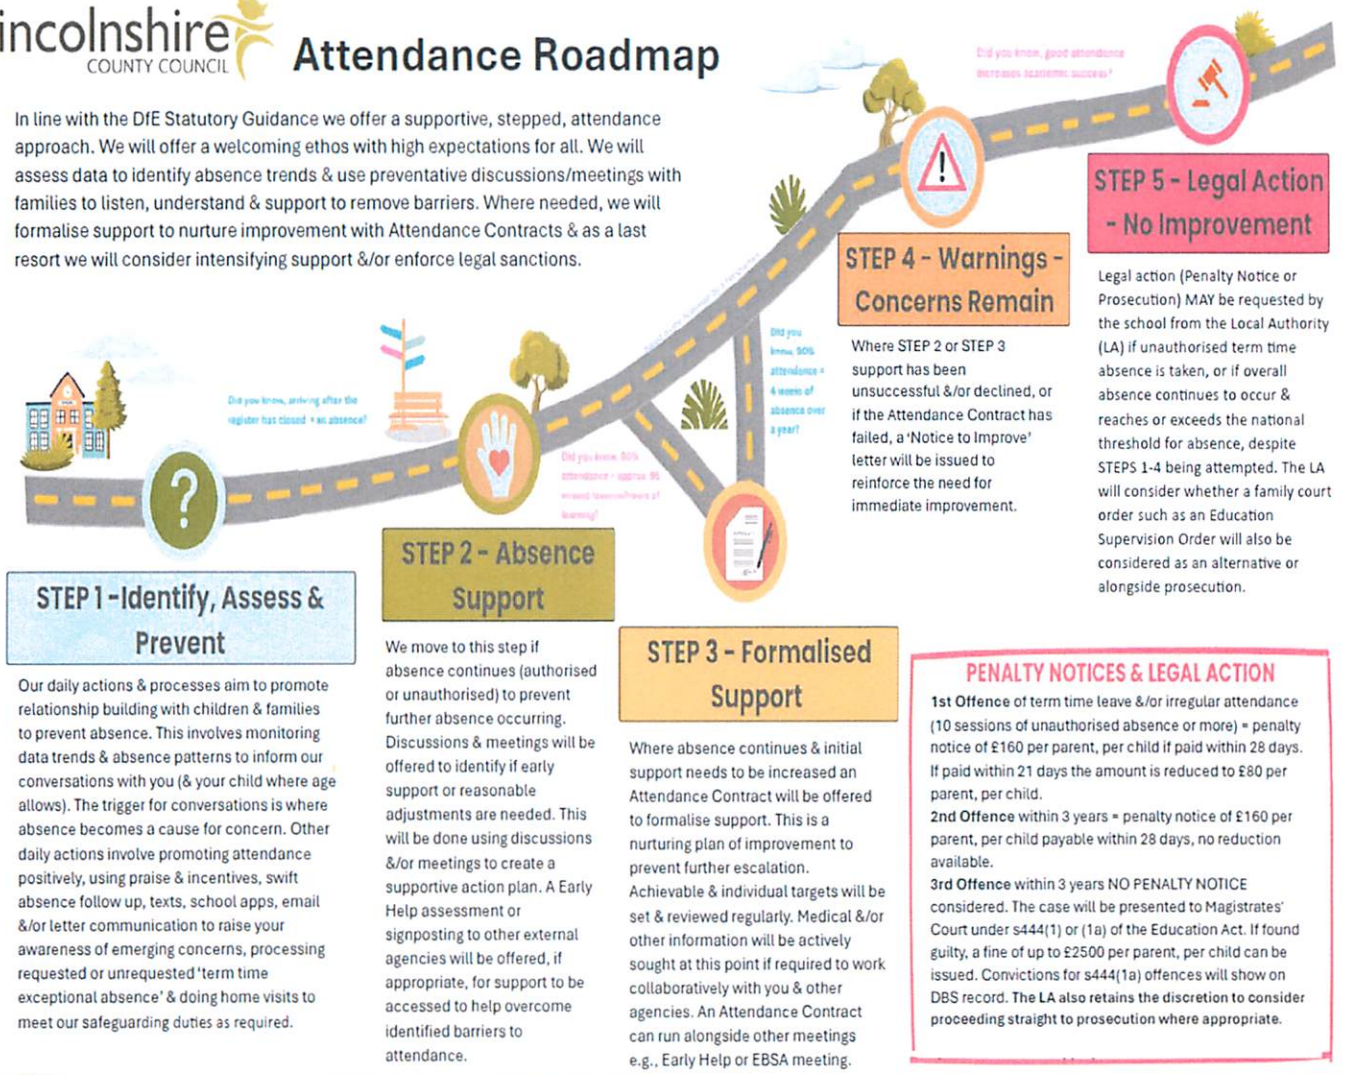 incolnshire
COUNTY COUNCIL
Attendance Roadmap
In line with the DfE Statutory Guidance we offer a supportive, stepped, attendance
approach. We will offer a welcoming ethos with high expectations for all. We will
assess data to identify absence trends & use preventative discussions/meetings with
families to listen, understand & support to remove barriers. Where needed, we will
formalise support to nurture improvement with Attendance Contracts & as a last
resort we will consider intensifying support &/or enforce legal sanctions.
Did you know, good attendance
increases academic success?
Did you know, arriving after the
register has closed = an absence?
Did you know, 90%
attendance = approx 95
learning?
Did you
know, 90%
attendance =
4 weeks of
absence over
a year?
STEP 1 -Identify, Assess &
Prevent
Our daily actions & processes aim to promote
relationship building with children & families
to prevent absence. This involves monitoring
data trends & absence patterns to inform our
conversations with you (& your child where age
allows). The trigger for conversations is where
absence becomes a cause for concern. Other
daily actions involve promoting attendance
positively, using praise & incentives, swift
absence follow up, texts, school apps, email
&/or letter communication to raise your
awareness of emerging concerns, processing
requested or unrequested 'term time
exceptional absence' & doing home visits to
meet our safeguarding duties as required.
STEP 2 - Absence
Support
We move to this step if
absence continues (authorised
or unauthorised) to prevent
further absence occurring.
Discussions & meetings will be
offered to identify if early
support or reasonable
adjustments are needed. This
will be done using discussions
&/or meetings to create a
supportive action plan. A Early
Help assessment or
signposting to other external
agencies will be offered, if
appropriate, for support to be
accessed to help overcome
identified barriers to
attendance.
STEP 3 - Formalised
Support
Where absence continues & initial
support needs to be increased an
Attendance Contract will be offered
to formalise support. This is a
nurturing plan of improvement to
prevent further escalation.
Achievable & individual targets will be
set & reviewed regularly. Medical &/or
other information will be actively
sought at this point if required to work
collaboratively with you & other
agencies. An Attendance Contract
can run alongside other meetings
e.g., Early Help or EBSA meeting.
STEP 4 - Warnings -
Concerns Remain
Where STEP 2 or STEP 3
support has been
unsuccessful &/or declined, or
if the Attendance Contract has
failed, a 'Notice to Improve'
letter will be issued to
reinforce the need for
immediate improvement.
STEP 5 - Legal Action
- No Improvement
Legal action (Penalty Notice or
Prosecution) MAY be requested by
the school from the Local Authority
(LA) if unauthorised term time
absence is taken, or if overall
absence continues to occur &
reaches or exceeds the national
threshold for absence, despite
STEPS 1-4 being attempted. The LA
will consider whether a family court
order such as an Education
Supervision Order will also be
considered as an alternative or
alongside prosecution.
PENALTY NOTICES & LEGAL ACTION
1st Offence of term time leave &/or irregular attendance
(10 sessions of unauthorised absence or more) = penalty
notice of £160 per parent, per child if paid within 28 days.
If paid within 21 days the amount is reduced to £80 per
parent, per child.
2nd Offence within 3 years = penalty notice of £160 per
parent, per child payable within 28 days, no reduction
available.
3rd Offence within 3 years NO PENALTY NOTICE
considered. The case will be presented to Magistrates'
Court under s444(1) or (1a) of the Education Act. If found
guilty, a fine of up to £2500 per parent, per child can be
issued. Convictions for s444(1a) offences will show on
DBS record. The LA also retains the discretion to consider
proceeding straight to prosecution where appropriate.